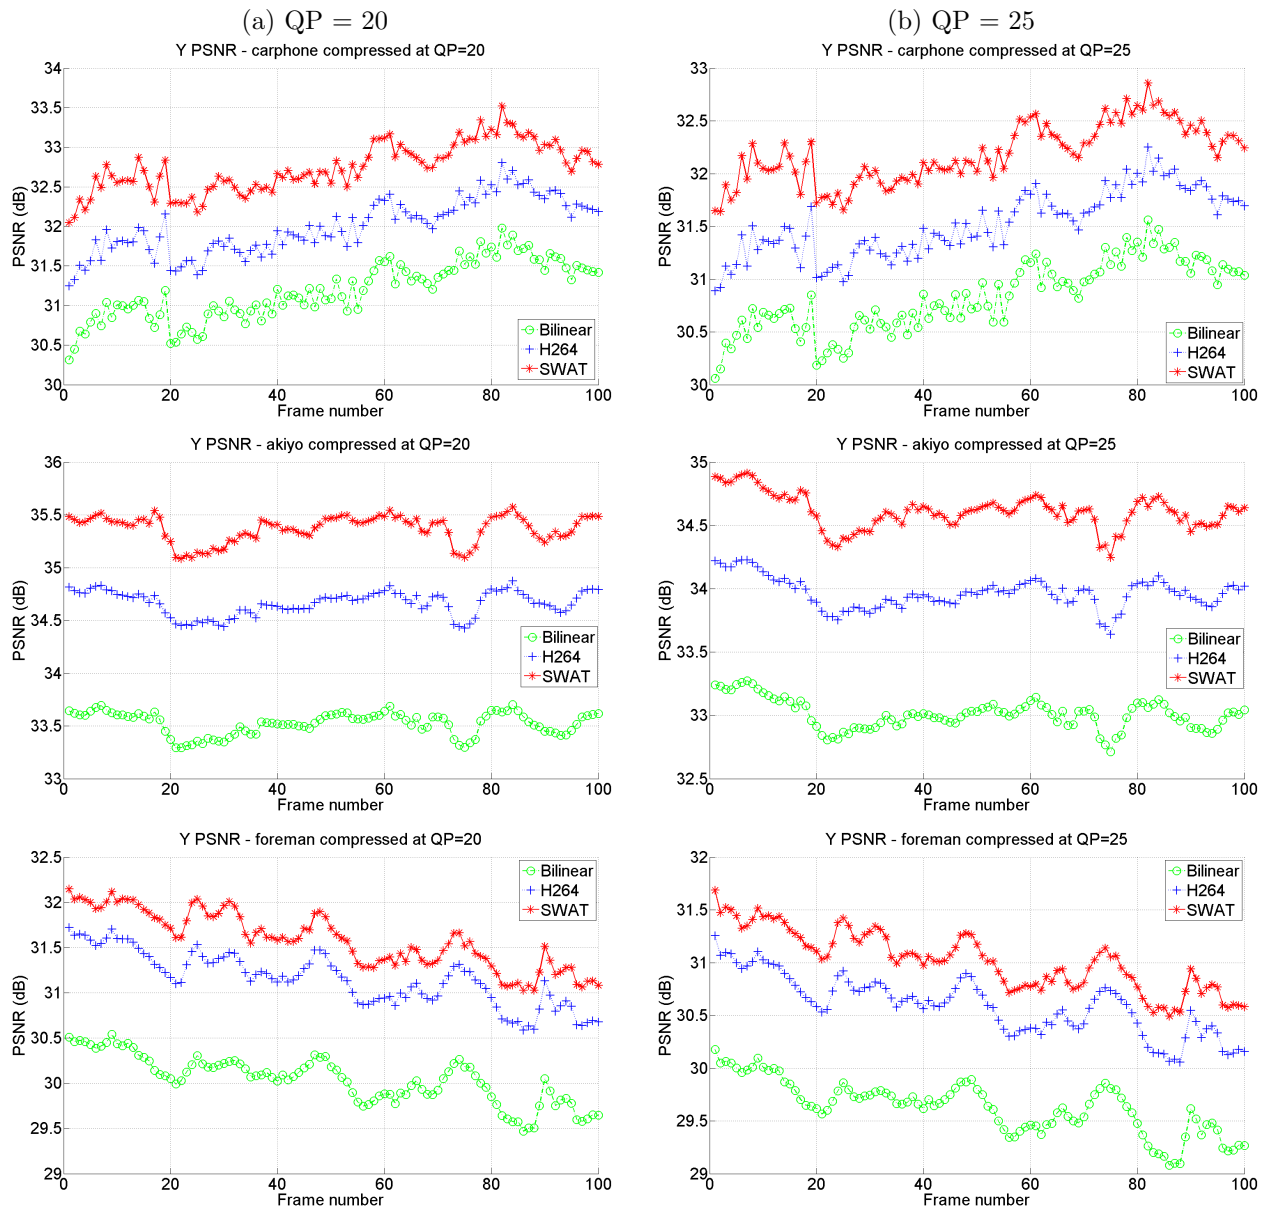 (a) QP = 20
Y PSNR - carphone compressed at QP=20
PSNR (dB)
34
33.5
33
32.5
32
31.5
31
30.5
30
0 20 40 60 80 100
Frame number
Bilinear
H264
SWAT
(b) QP = 25
Y PSNR - carphone compressed at QP=25
PSNR (dB)
33
32.5
32
31.5
31
30.5
30
0 20 40 60 80 100
Frame number
Bilinear
H264
SWAT
Y PSNR - akiyo compressed at QP=20
PSNR (dB)
36
35.5
35
34.5
34
33.5
33
0 20 40 60 80 100
Frame number
Bilinear
H264
SWAT
Y PSNR - akiyo compressed at QP=25
PSNR (dB)
35
34.5
34
33.5
33
32.5
0 20 40 60 80 100
Frame number
Bilinear
H264
SWAT
Y PSNR - foreman compressed at QP=20
PSNR (dB)
32.5
32
31.5
31
30.5
30
29.5
29
0 20 40 60 80 100
Frame number
Bilinear
H264
SWAT
Y PSNR - foreman compressed at QP=25
PSNR (dB)
32
31.5
31
30.5
30
29.5
29
0 20 40 60 80 100
Frame number
Bilinear
H264
SWAT